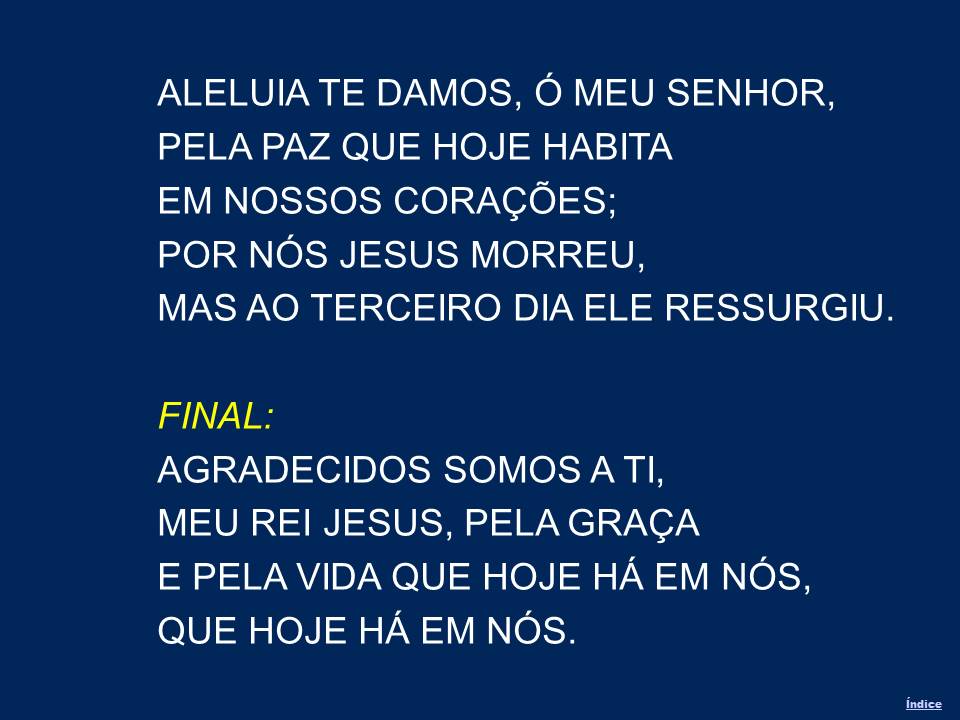 ALELUIA TE DAMOS, Ó MEU SENHOR,
PELA PAZ QUE HOJE HABITA
EM NOSSOS CORAÇÕES;
POR NÓS JESUS MORREU,
MAS AO TERCEIRO DIA ELE RESSURGIU.
FINAL:
AGRADECIDOS SOMOS A TI,
MEU REI JESUS, PELA GRAÇA
E PELA VIDA QUE HOJE HÁ EM NÓS,
QUE HOJE HÁ EM NÓS.
Índice